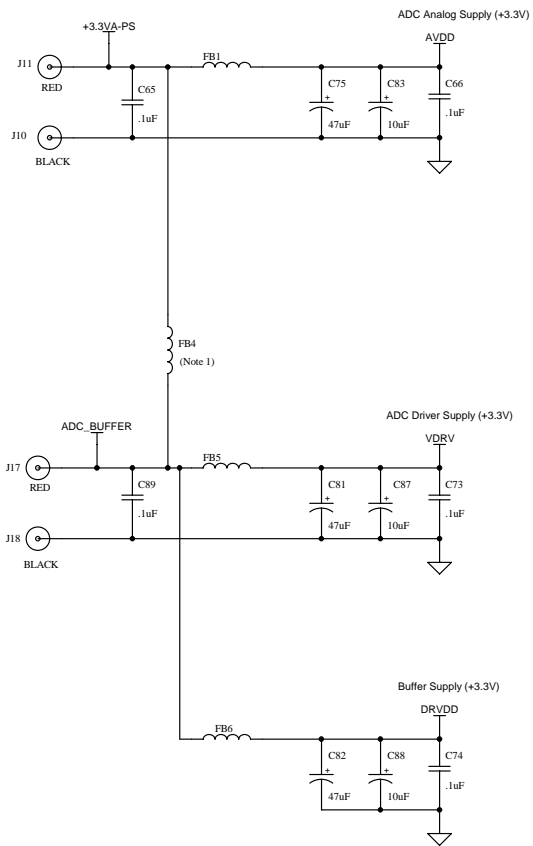 ADC Analog Supply (+3.3V)
+3.3VA-PS
AVDD
J11
FB1
RED
C65
C75
C83
C66
+
+
.1uF
.1uF
J10
47uF
10uF
BLACK
FB4
(Note 1)
ADC Driver Supply (+3.3V)
ADC_BUFFER
VDRV
J17
FB5
RED
C89
C81
C87
C73
+
+
.1uF
.1uF
J18
47uF
10uF
BLACK
Buffer Supply (+3.3V)
DRVDD
FB6
C82
C88
C74
+
+
.1uF
47uF
10uF